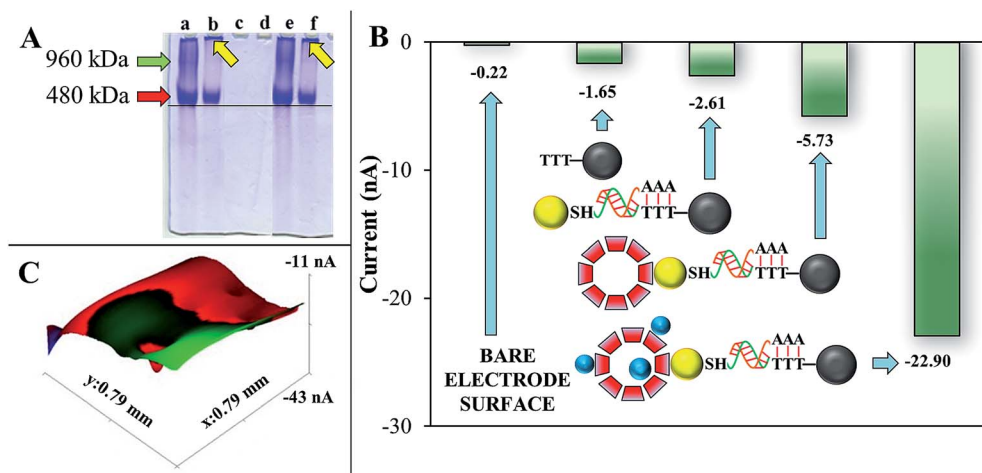 A
a b c d e f
960 kDa
480 kDa
B
0
-10
-20
-30
Current (nA)
-0.22
-1.65
-2.61
-5.73
-22.90
TTT
AAA
SH
TTT
AAA
SH
TTT
AAA
SH
TTT
BARE
ELECTRODE
SURFACE
C
-11 nA
-43 nA
y:0.79 mm
x:0.79 mm